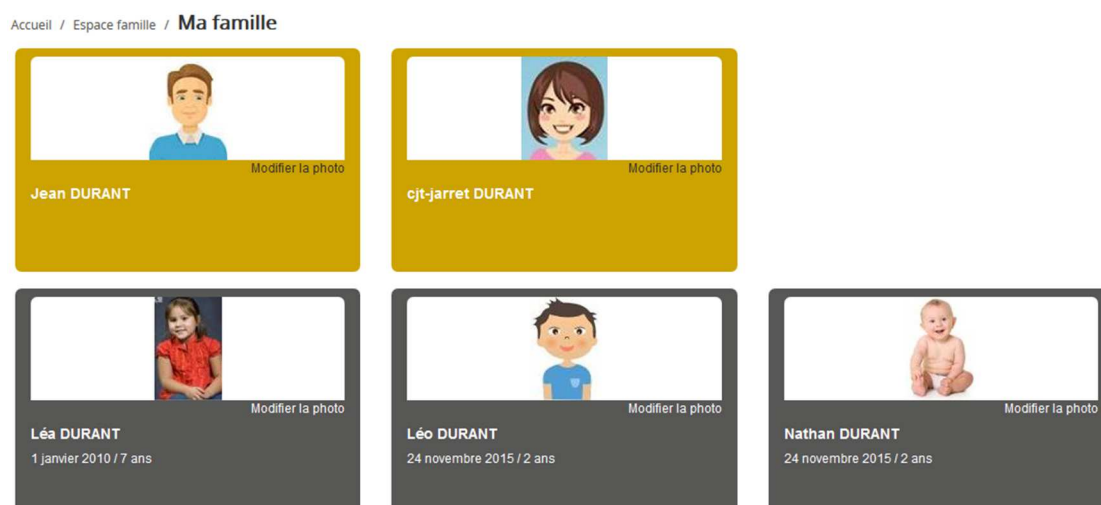 Accueil / Espace famille / Ma famille
Modifier la photo
Jean DURANT
Modifier la photo
cjt-jarret DURANT
Modifier la photo
Léa DURANT
1 janvier 2010 / 7 ans
Modifier la photo
Léo DURANT
24 novembre 2015 / 2 ans
Modifier la photo
Nathan DURANT
24 novembre 2015 / 2 ans